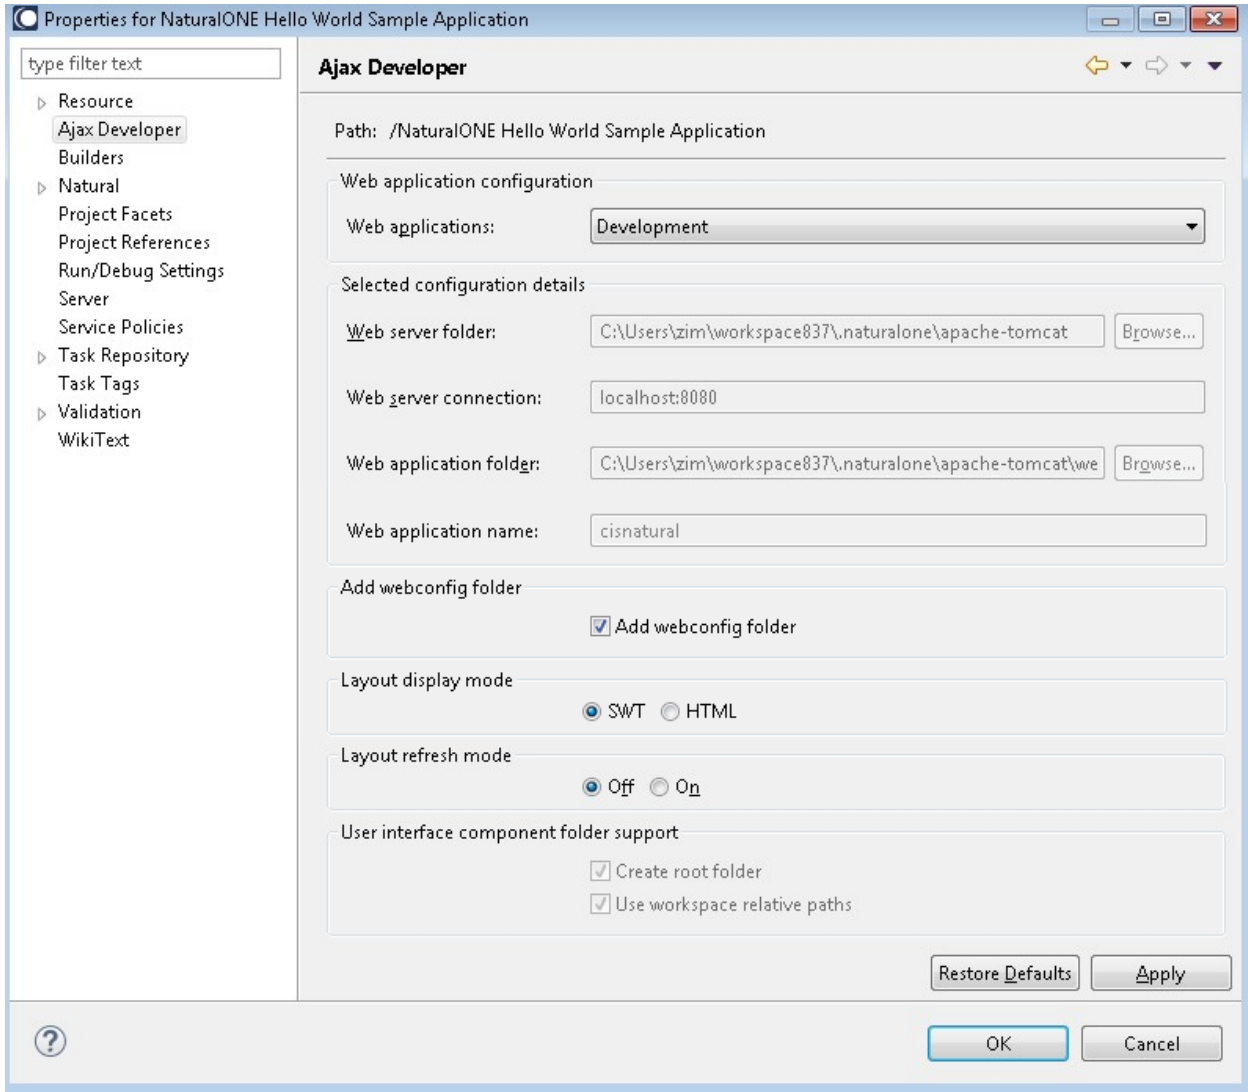 Properties for NaturalONE Hello World Sample Application
type filter text
Resource
Ajax Developer
Builders
Natural
Project Facets
Project References
Run/Debug Settings
Server
Service Policies
Task Repository
Task Tags
Validation
WikiText
Ajax Developer
Path: /NaturalONE Hello World Sample Application
Web application configuration
Web applications: Development
Selected configuration details
Web server folder: C:\Users\zim\workspace837\.naturalone\apache-tomcat Browse...
Web server connection: localhost:8080
Web application folder: C:\Users\zim\workspace837\.naturalone\apache-tomcat\we Browse...
Web application name: cisnatural
Add webconfig folder
Add webconfig folder
Layout display mode
SWT HTML
Layout refresh mode
Off On
User interface component folder support
Create root folder
Use workspace relative paths
Restore Defaults Apply
? OK Cancel